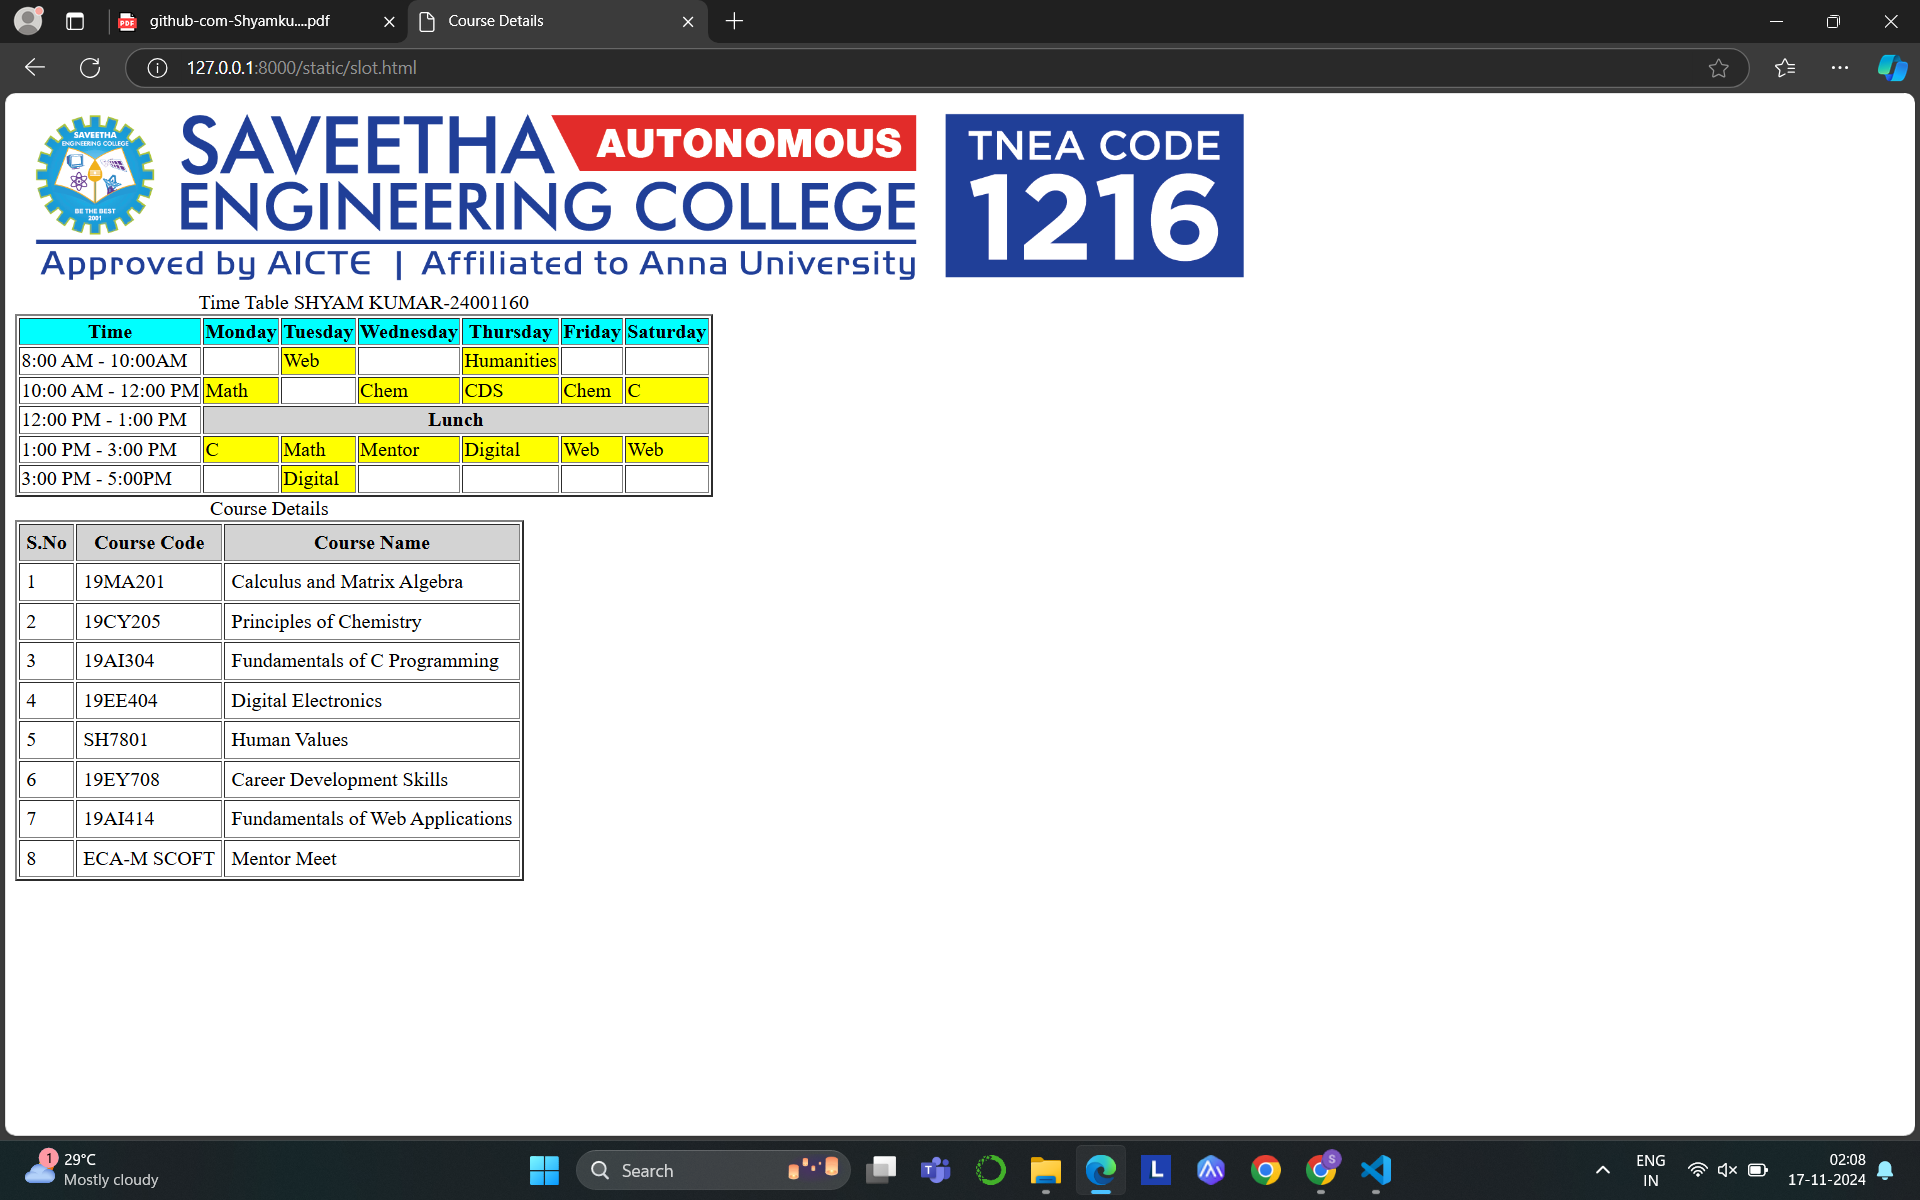 github-com-Shyamku....pdf
Course Details
127.0.0.1:8000/static/slot.html
SAVEETHA
ENGINEERING COLLEGE
BE THE BEST
2001
SAVEETHA AUTONOMOUS
ENGINEERING COLLEGE
Approved by AICTE | Affiliated to Anna University
TNEA CODE
1216
Time Table SHYAM KUMAR-24001160
Time Monday Tuesday Wednesday Thursday Friday Saturday
8:00 AM - 10:00AM Web Humanities
10:00 AM - 12:00 PM Math Chem CDS Chem C
12:00 PM - 1:00 PM Lunch
1:00 PM - 3:00 PM C Math Mentor Digital Web Web
3:00 PM - 5:00PM Digital
Course Details
S.No Course Code Course Name
1 19MA201 Calculus and Matrix Algebra
2 19CY205 Principles of Chemistry
3 19AI304 Fundamentals of C Programming
4 19EE404 Digital Electronics
5 SH7801 Human Values
6 19EY708 Career Development Skills
7 19AI414 Fundamentals of Web Applications
8 ECA-M SCOFT Mentor Meet
1
29°C
Mostly cloudy
Search
L
S
ENG
IN
02:08
17-11-2024